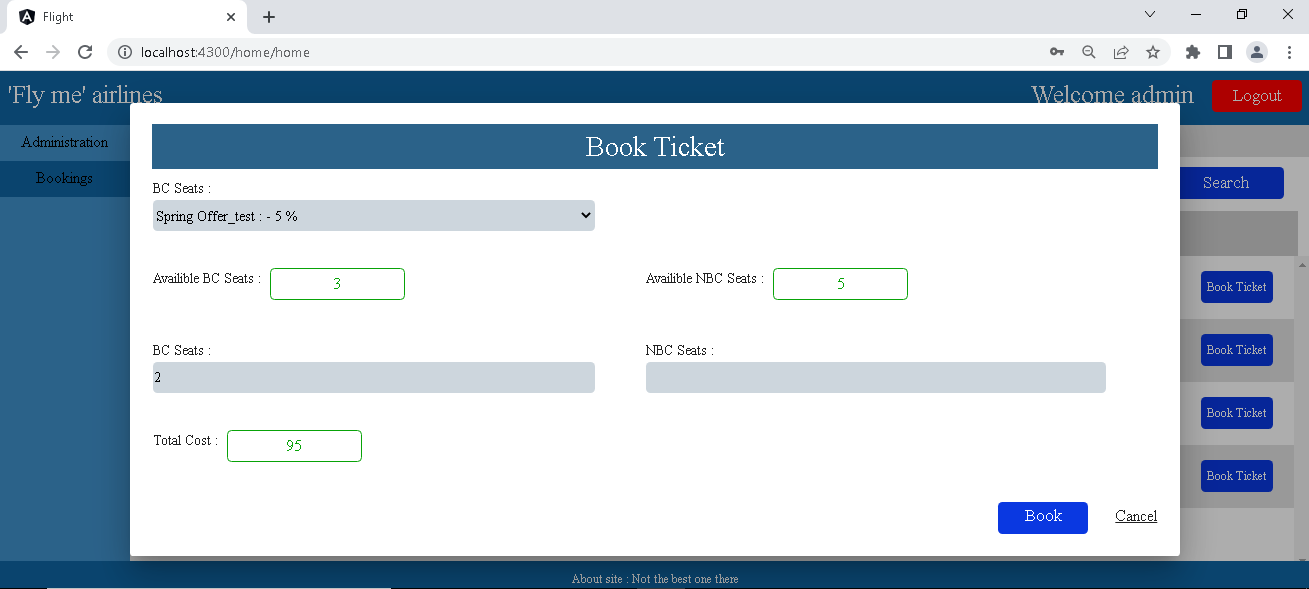 Flight
localhost:4300/home/home
'Fly me' airlines
Welcome admin
Logout
Administration
Bookings
Search
Book Ticket
BC Seats :
Spring Offer_test : - 5 %
Availible BC Seats : 3
Availible NBC Seats : 5
BC Seats :
NBC Seats :
2
Total Cost : 95
Book
Cancel
Book Ticket
Book Ticket
Book Ticket
Book Ticket
About site : Not the best one there